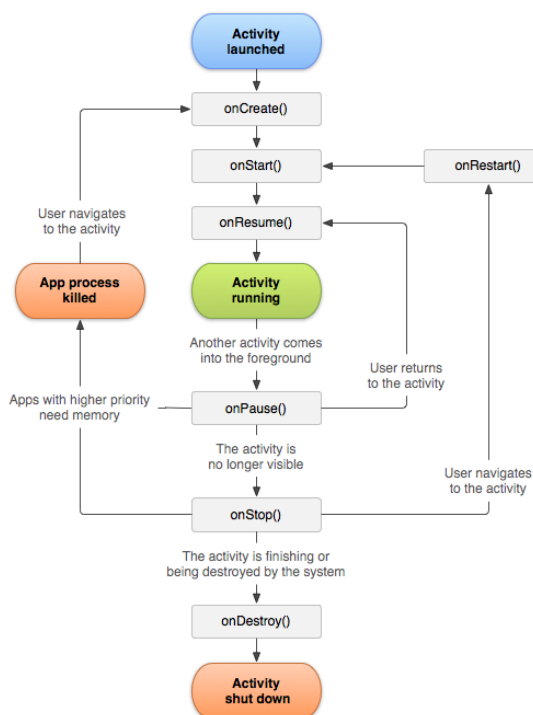 Activity
launched
onCreate()
onStart()
onRestart()
User navigates
to the activity
onResume()
App process
killed
Activity
running
Another activity comes
into the foreground
User returns
to the activity
Apps with higher priority
need memory
onPause()
The activity is
no longer visible
User navigates
to the activity
onStop()
The activity is finishing or
being destroyed by the system
onDestroy()
Activity
shut down